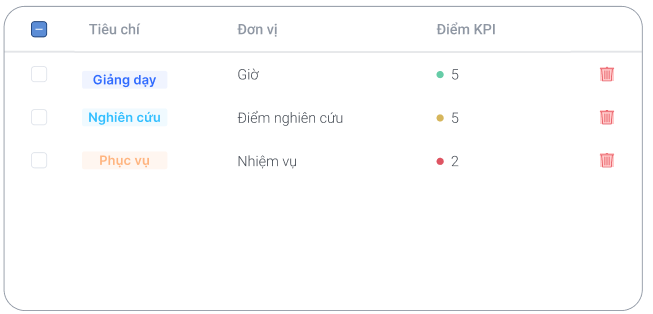 Tiêu chí Đơn vị Điểm KPI
Giảng dạy Giờ 5
Nghiên cứu Điểm nghiên cứu 5
Phục vụ Nhiệm vụ 2